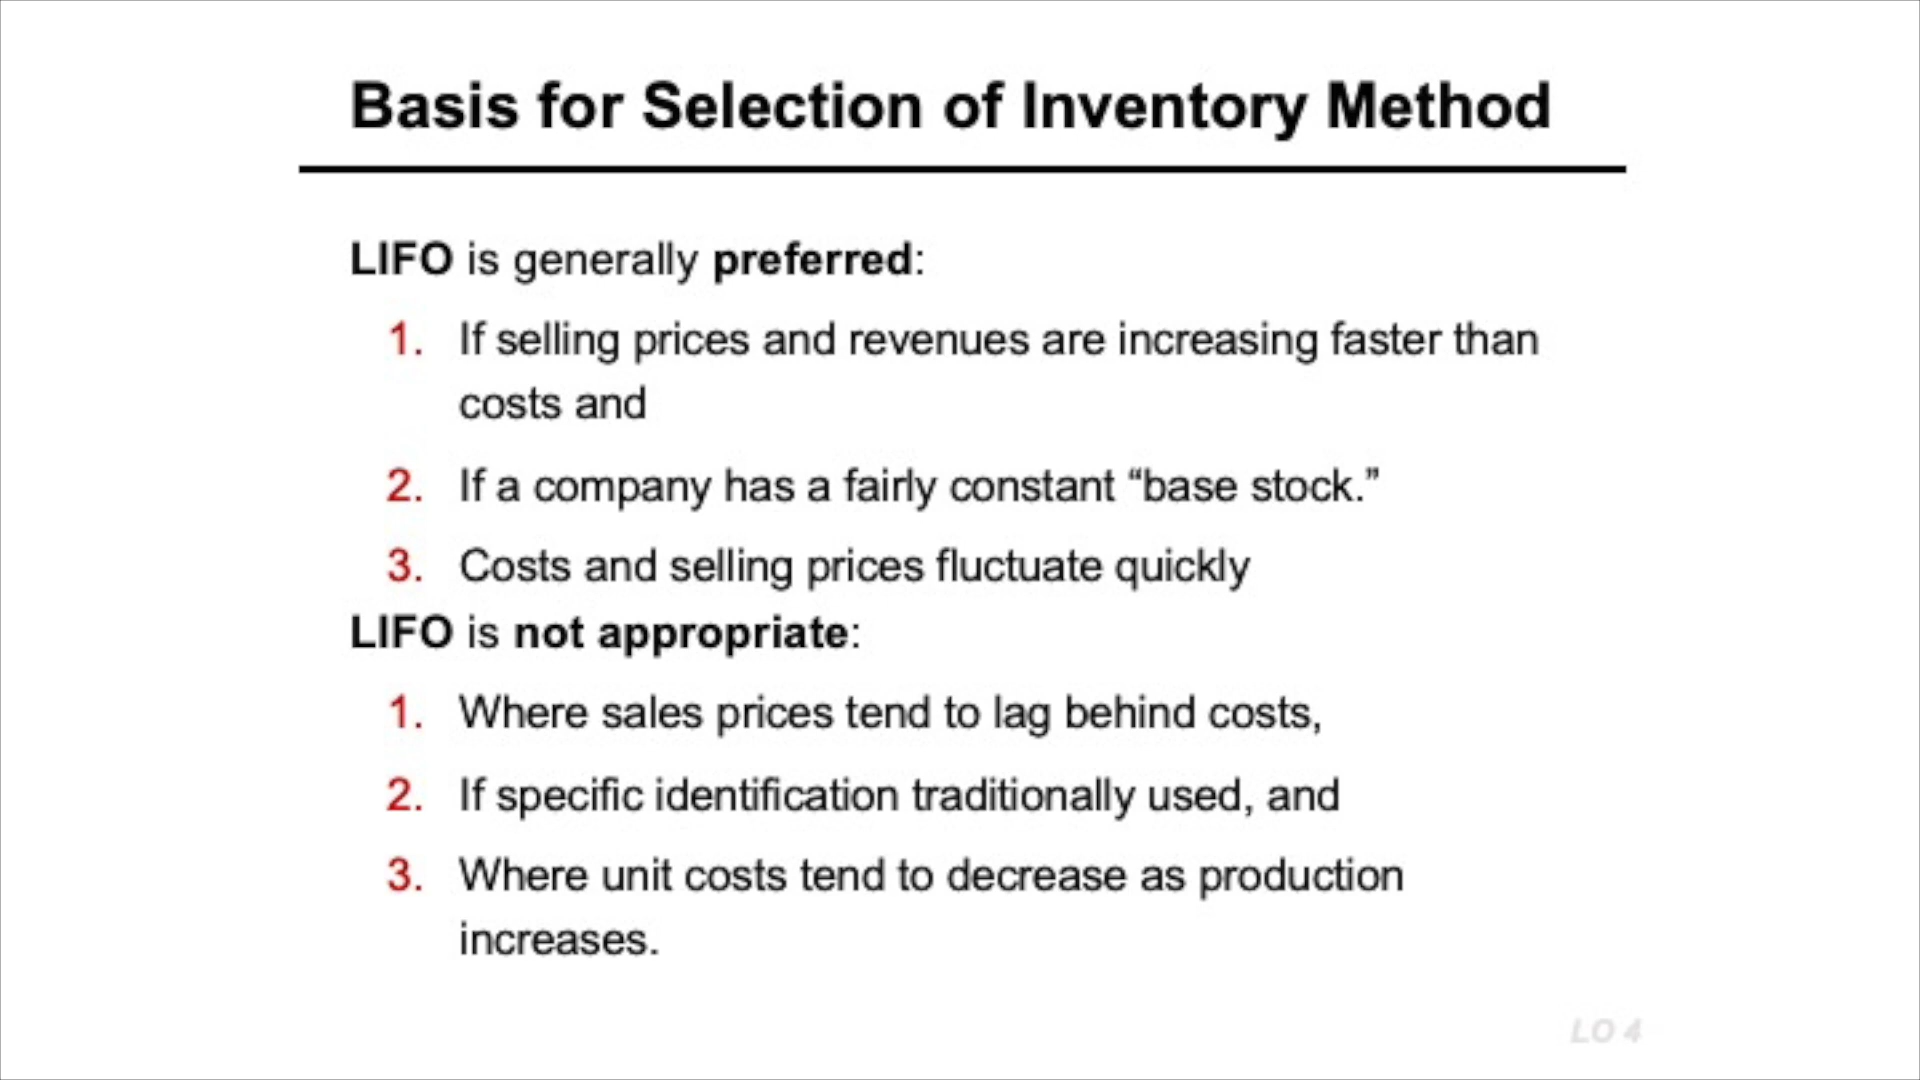 Basis for Selection of Inventory Method
LIFO is generally preferred:
1. If selling prices and revenues are increasing faster than
costs and
2. If a company has a fairly constant “base stock.”
3. Costs and selling prices fluctuate quickly
LIFO is not appropriate:
1. Where sales prices tend to lag behind costs,
2. If specific identification traditionally used, and
3. Where unit costs tend to decrease as production
increases.
LO 4